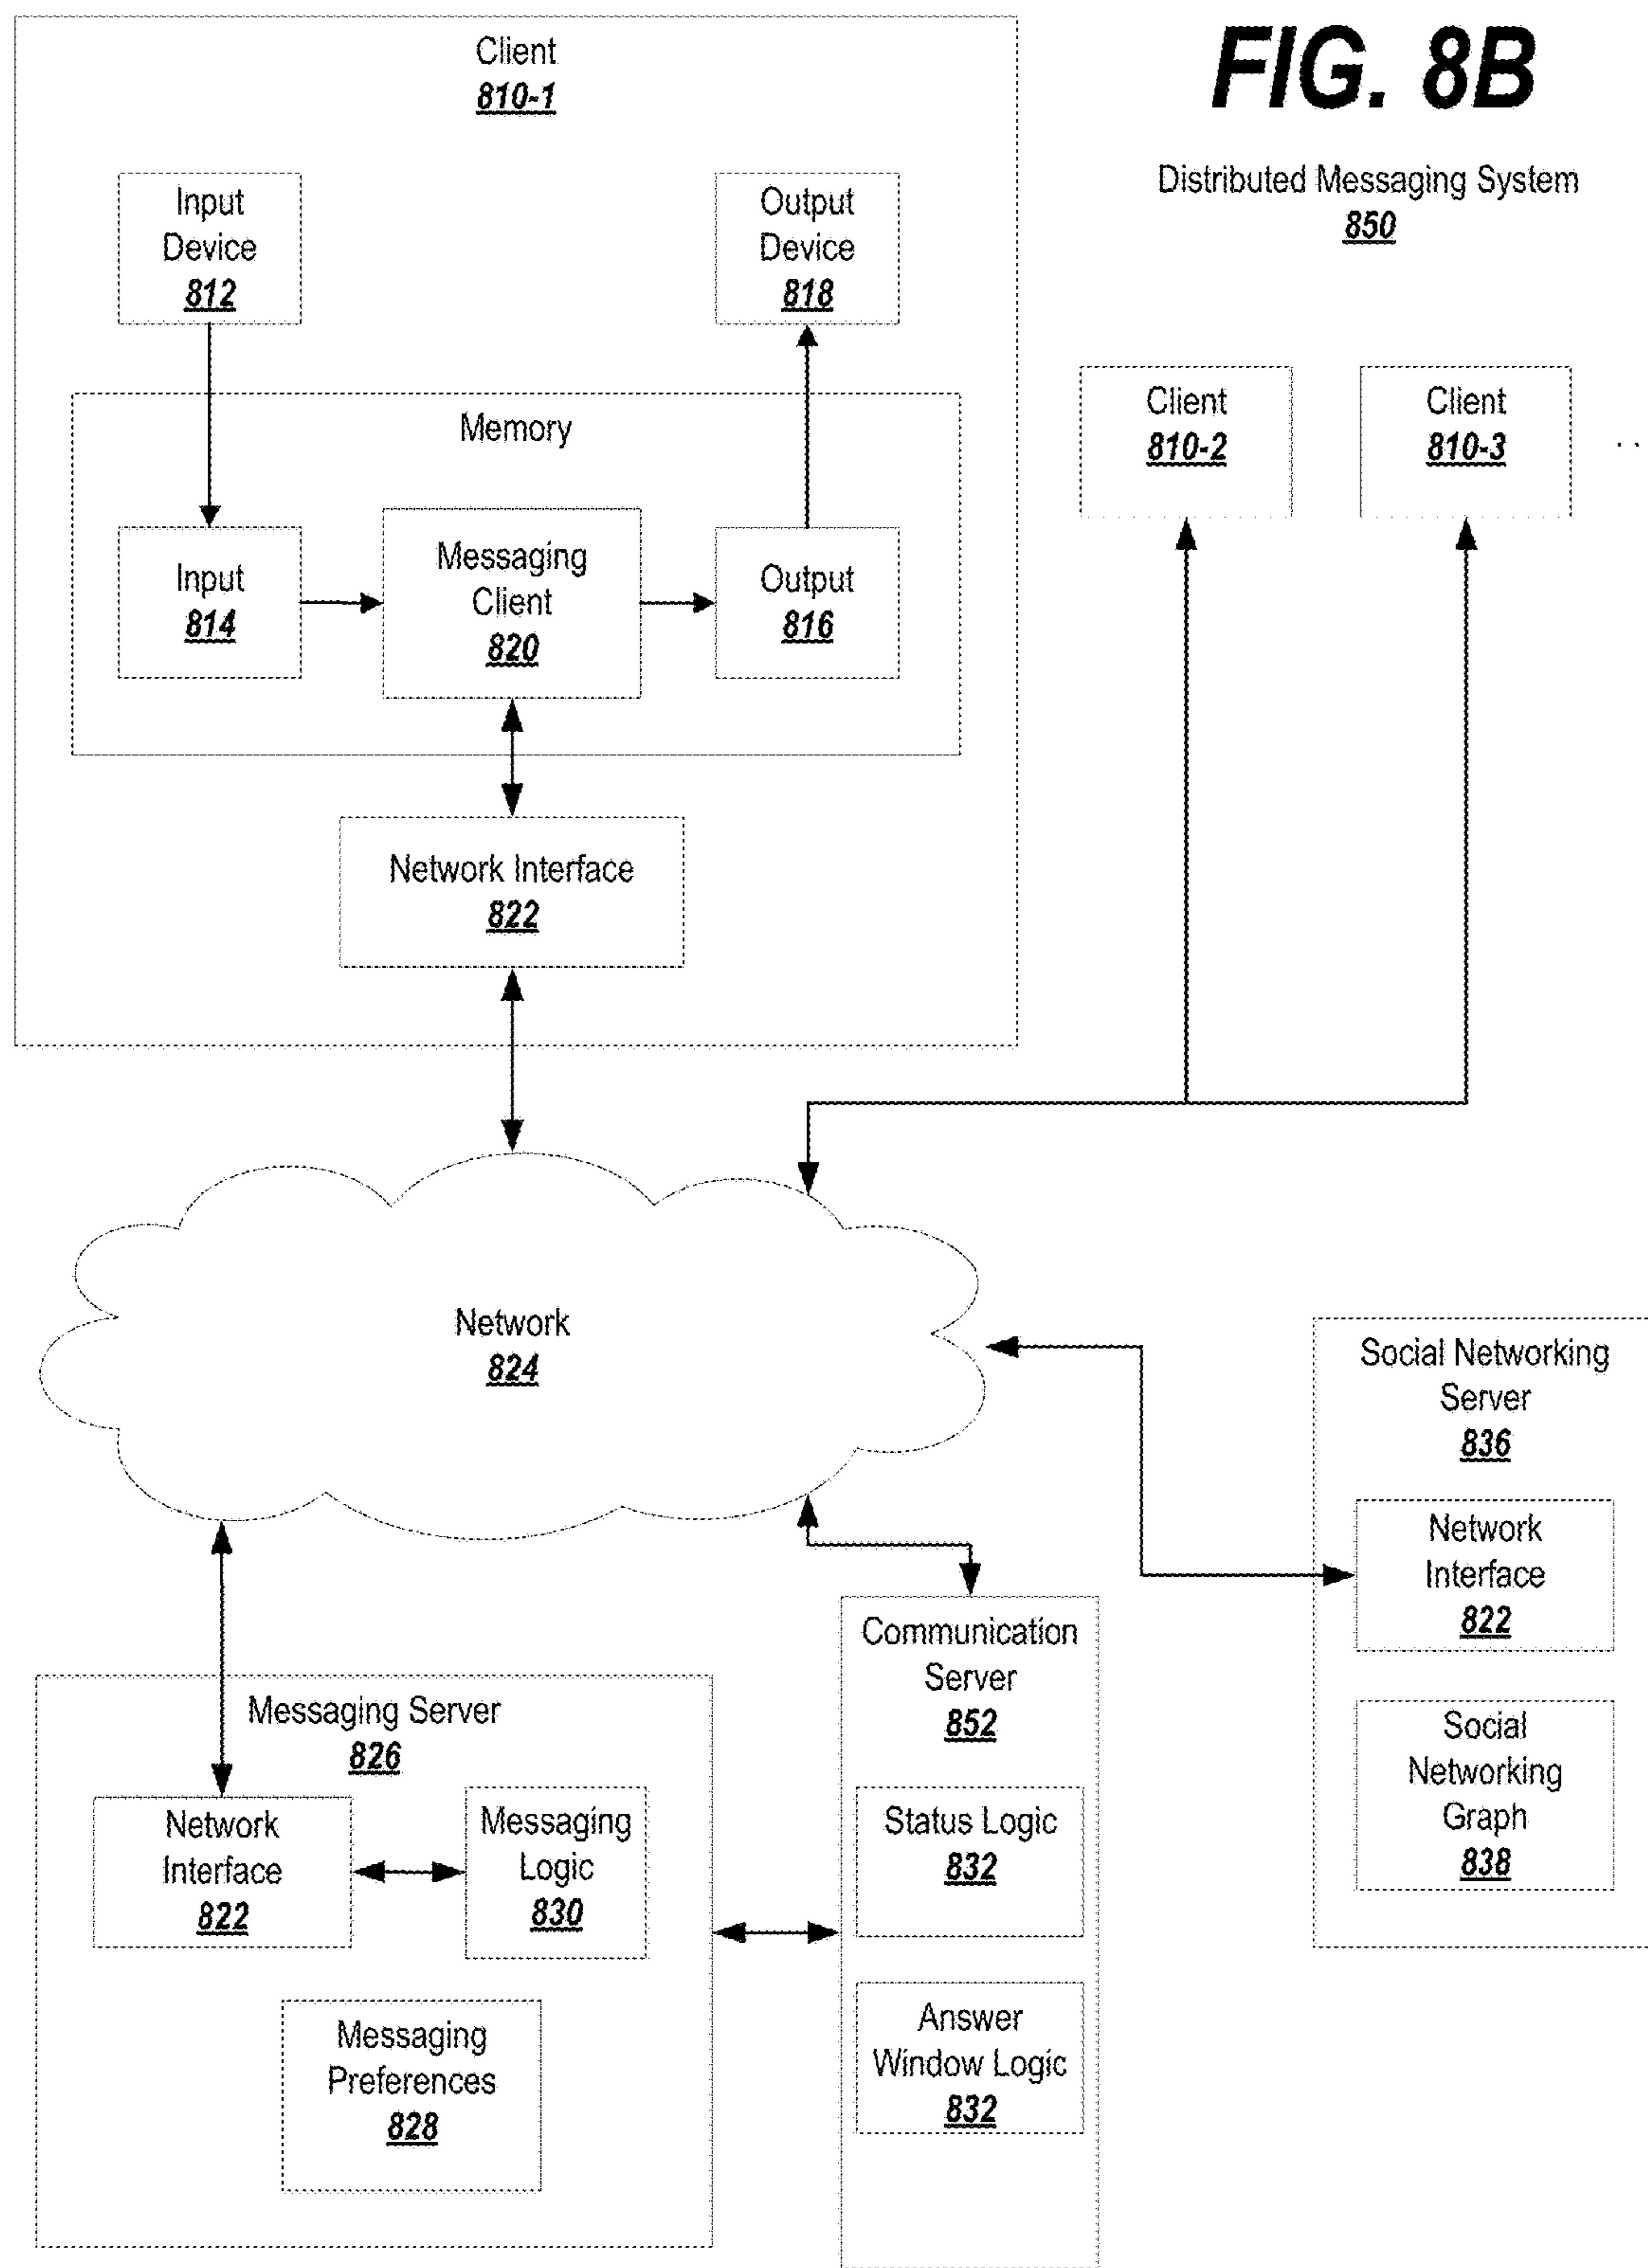 FIG. 8B
Distributed Messaging System
850
Client
810-1
Input
Device
812
Output
Device
818
Memory
Input
814
Messaging
Client
820
Output
816
Network Interface
822
Client
810-2
Client
810-3
..
Network
824
Social Networking
Server
836
Network
Interface
822
Social
Networking
Graph
838
Messaging Server
826
Network
Interface
822
Messaging
Logic
830
Messaging
Preferences
828
Communication
Server
852
Status Logic
832
Answer
Window Logic
832